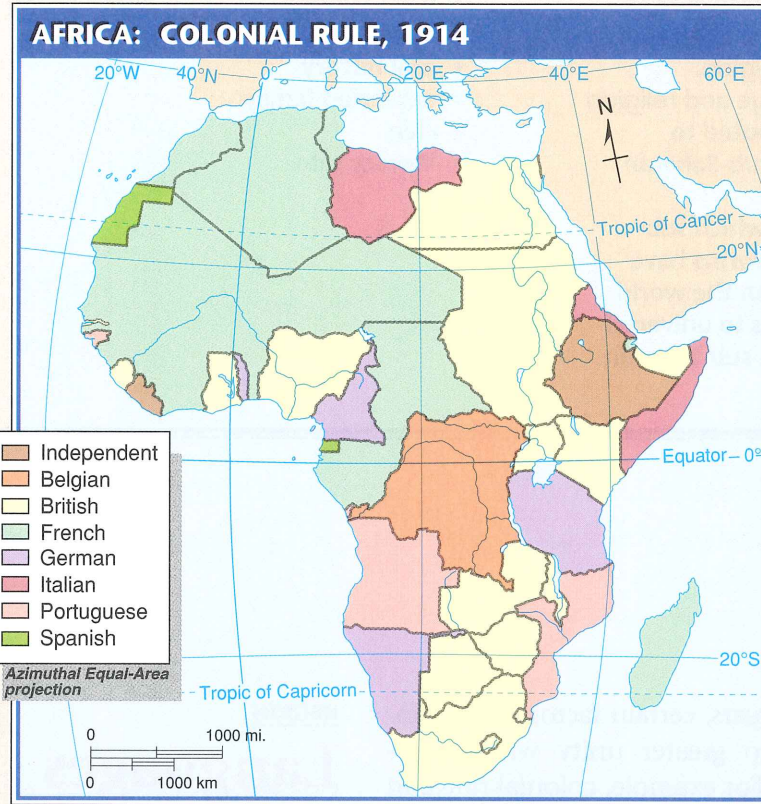 AFRICA: COLONIAL RULE, 1914
20°W
40°N
0°
20°E
40°E
60°E
N
Tropic of Cancer
20°N
Equator – 0°
Independent
Belgian
British
French
German
Italian
Portuguese
Spanish
Azimuthal Equal-Area
projection
20°S
Tropic of Capricorn
0 1000 mi.
0 1000 km